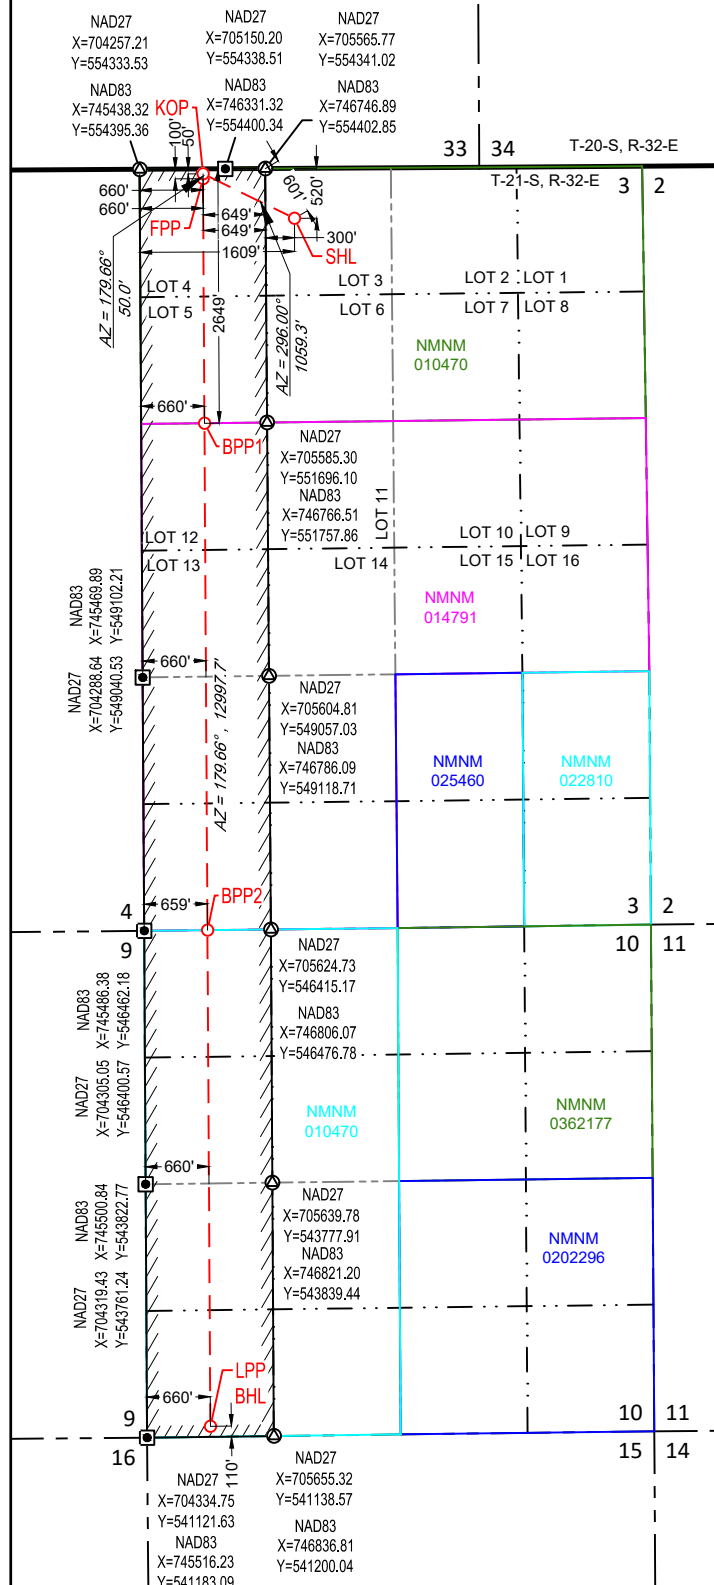 NAD27
X=704257.21
Y=554333.53
NAD83
X=745438.32
Y=554395.36
NAD27
X=705150.20
Y=554338.51
NAD83
X=746331.32
Y=554400.34
NAD27
X=705565.77
Y=554341.02
NAD83
X=746746.89
Y=554402.85
KOP
100'
50'
33
34
T-20-S, R-32-E
T-21-S, R-32-E
3
2
660'
660'
FPP
649'
649'
1609'
601'
520'
300'
SHL
AZ = 179.66°
50.0'
2649'
AZ = 296.00°
1059.3'
LOT 4
LOT 5
LOT 3
LOT 6
LOT 2
LOT 1
LOT 7
LOT 8
NMNM
010470
660'
BPP1
NAD27
X=705585.30
Y=551696.10
NAD83
X=746766.51
Y=551757.86
LOT 11
LOT 12
LOT 13
LOT 14
LOT 10
LOT 9
LOT 15
LOT 16
NMNM
014791
NAD83
X=745469.89
Y=549102.21
NAD27
X=704288.64
Y=549040.53
660'
AZ = 179.66°, 12997.7'
NAD27
X=705604.81
Y=549057.03
NAD83
X=746786.09
Y=549118.71
NMNM
025460
NMNM
022810
659'
BPP2
4
9
3
2
10
11
NAD27
X=705624.73
Y=546415.17
NAD83
X=746806.07
Y=546476.78
NAD83
X=745486.38
Y=546462.18
NAD27
X=704305.05
Y=546400.57
NMNM
010470
NMNM
0362177
660'
NAD27
X=705639.78
Y=543777.91
NAD83
X=746821.20
Y=543839.44
NAD83
X=745500.84
Y=543822.77
NAD27
X=704319.43
Y=543761.24
NMNM
0202296
LPP
BHL
660'
110'
9
16
10
11
15
14
NAD27
X=704334.75
Y=541121.63
NAD83
X=745516.23
Y=541183.09
NAD27
X=705655.32
Y=541138.57
NAD83
X=746836.81
Y=541200.04